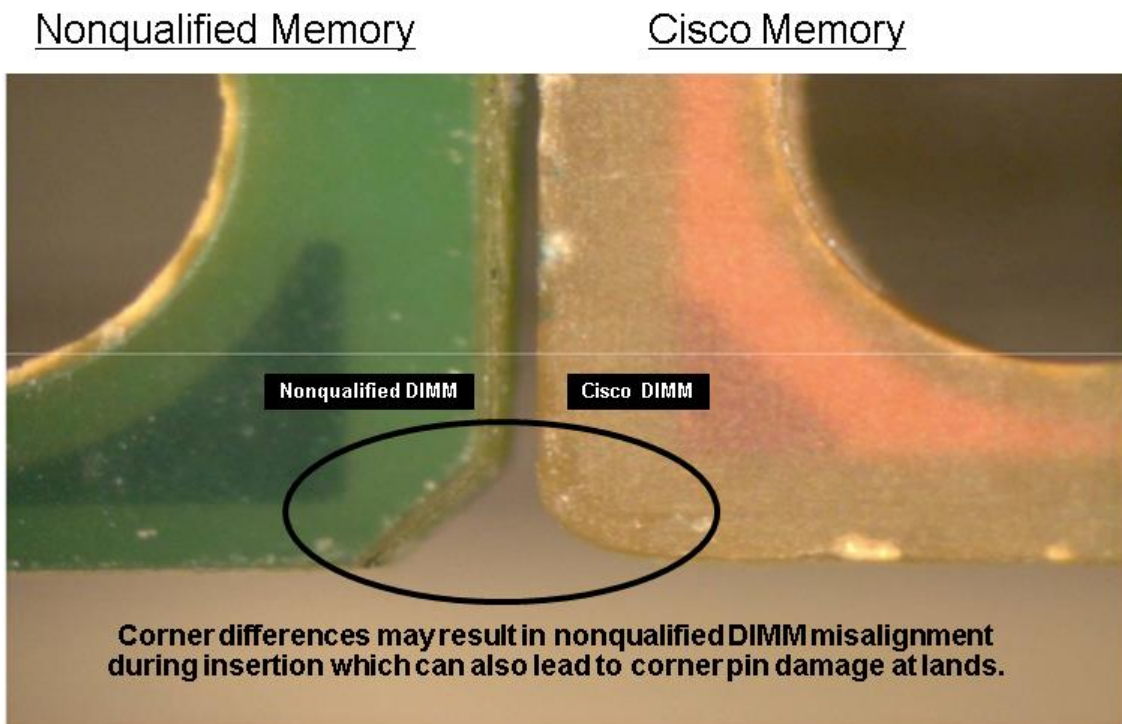 Nonqualified Memory
Cisco Memory
Nonqualified DIMM
Cisco DIMM
Corner differences may result in nonqualified DIMM misalignment
during insertion which can also lead to corner pin damage at lands.